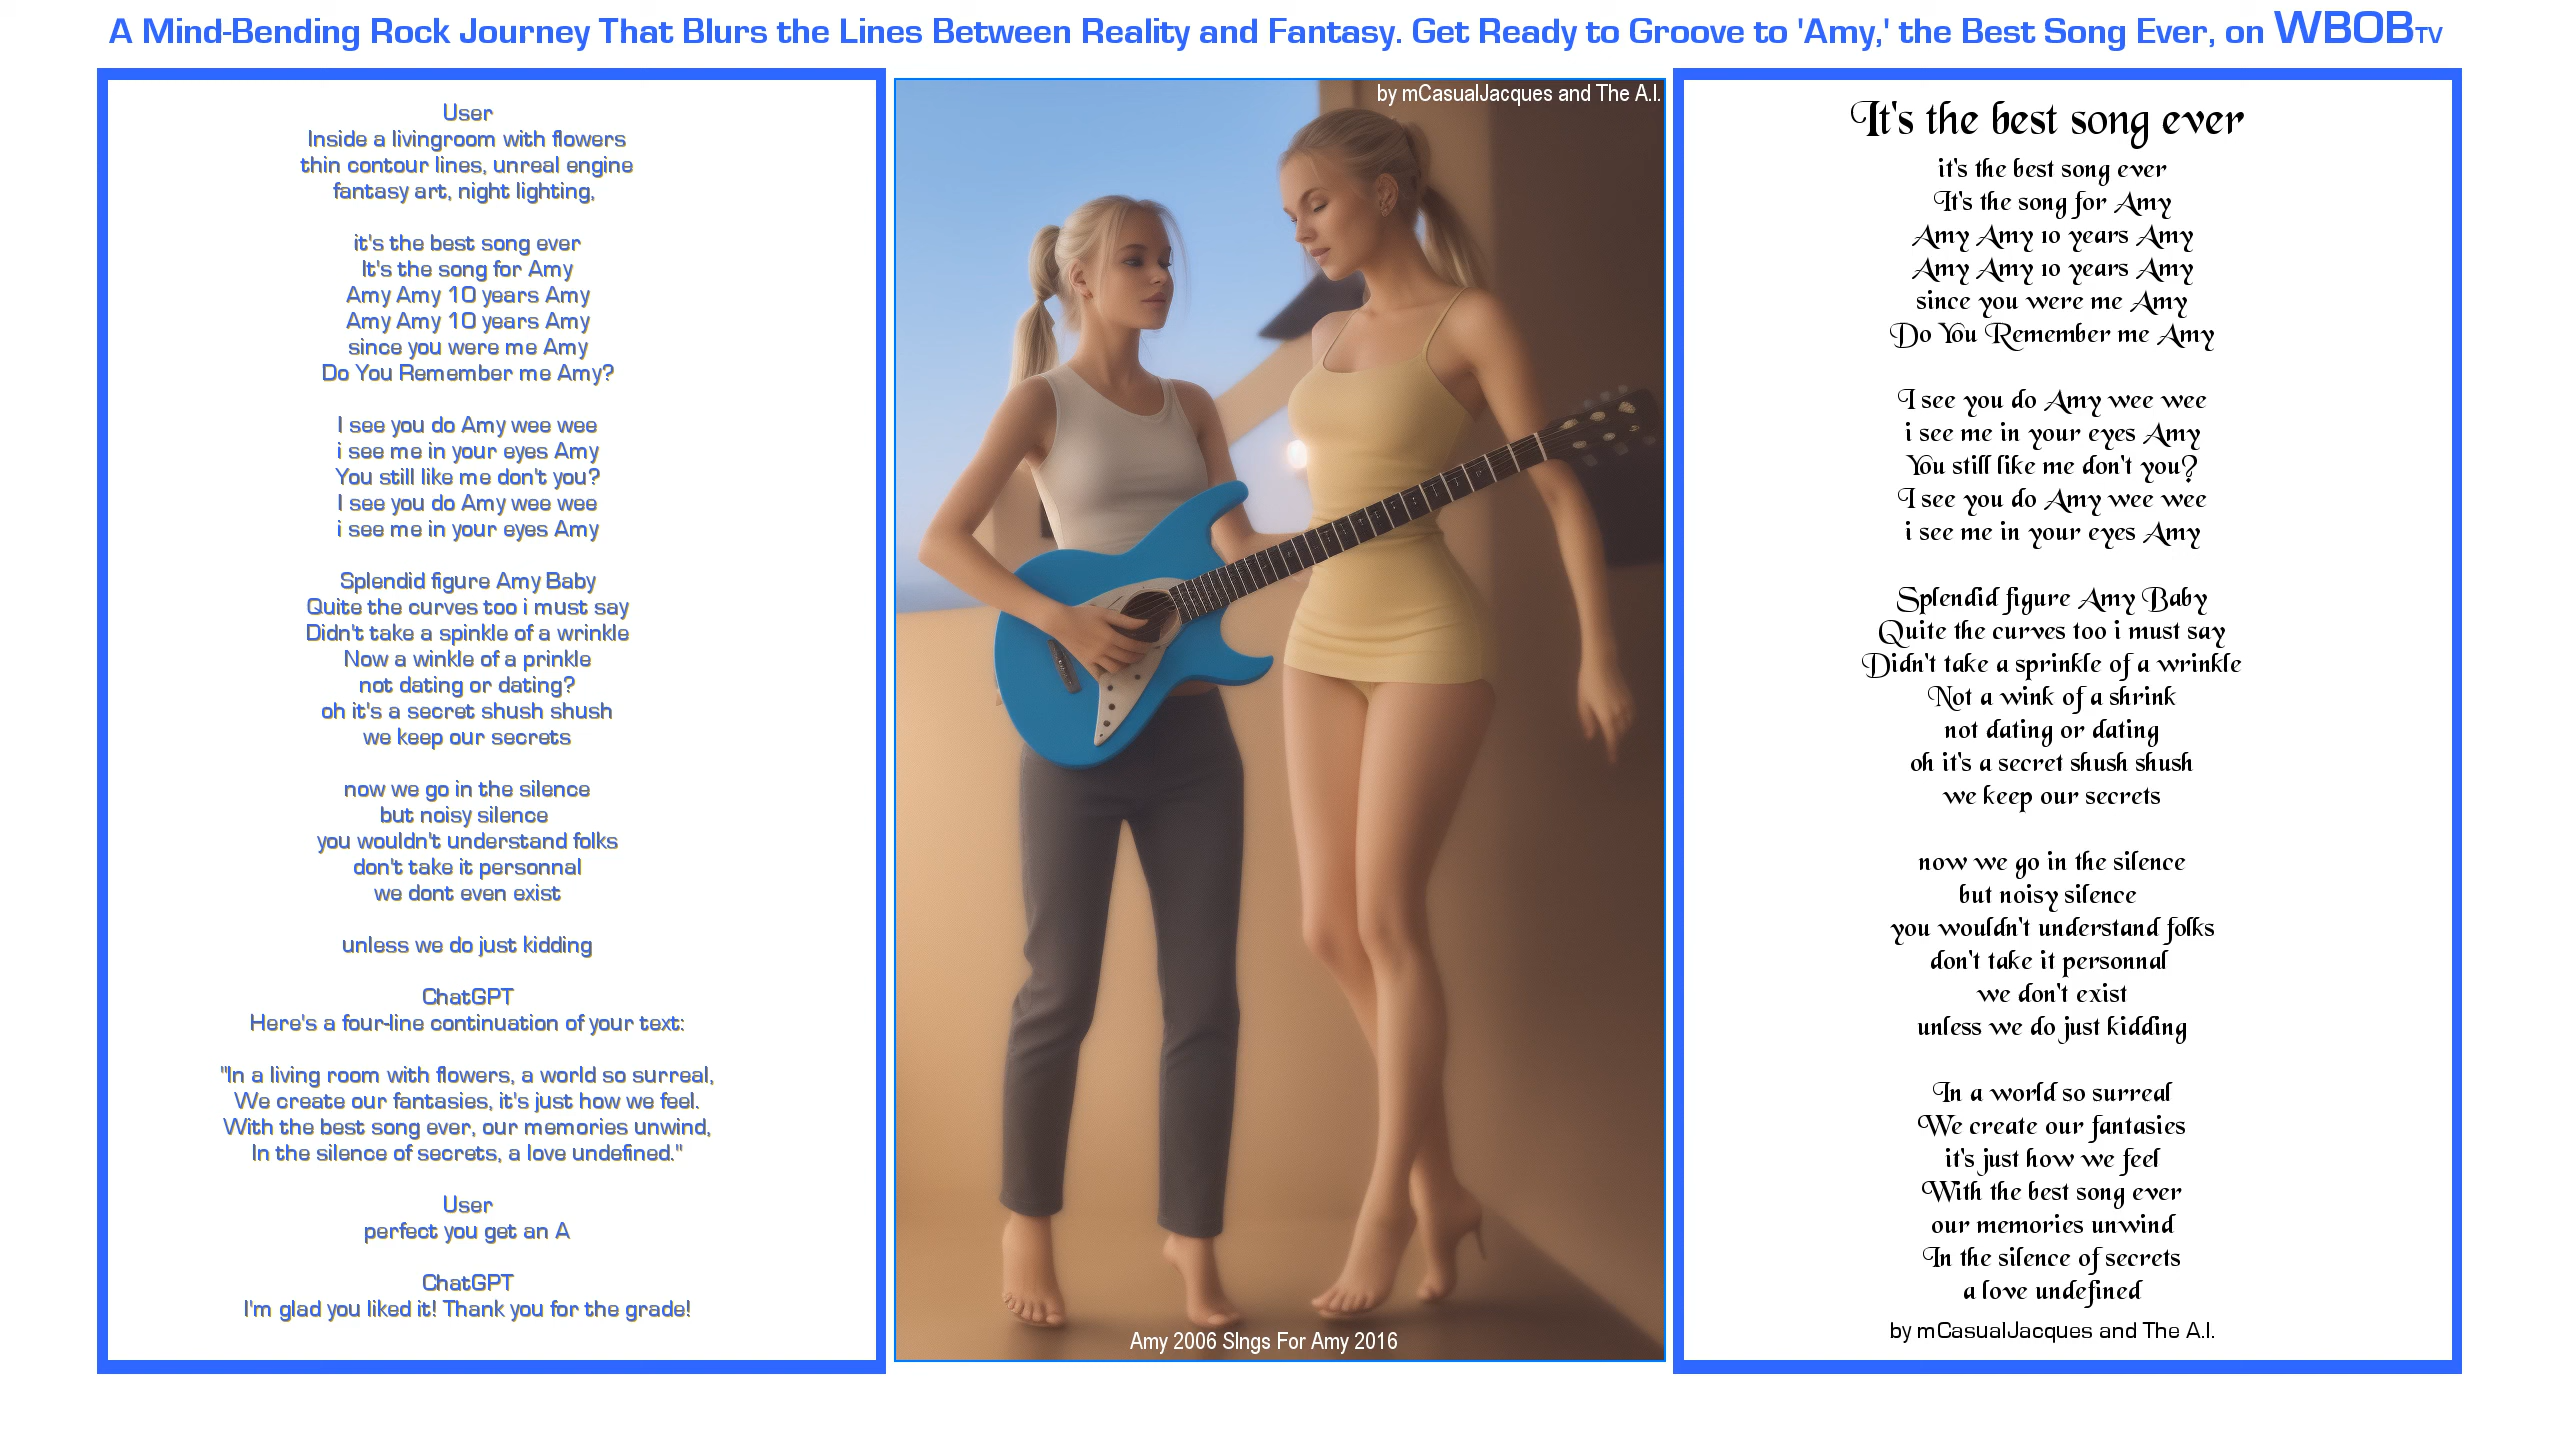 A Mind-Bending Rock Journey That Blurs the Lines Between Reality and Fantasy. Get Ready to Groove to 'Amy,' the Best Song Ever, on WBOBTV
User
Inside a livingroom with flowers
thin contour lines, unreal engine
fantasy art, night lighting,
it's the best song ever
It's the song for Amy
Amy Amy 10 years Amy
Amy Amy 10 years Amy
since you were me Amy
Do You Remember me Amy?
I see you do Amy wee wee
i see me in your eyes Amy
You still like me don't you?
I see you do Amy wee wee
i see me in your eyes Amy
Splendid figure Amy Baby
Quite the curves too i must say
Didn't take a spinkle of a wrinkle
Now a winkle of a prinkle
not dating or dating?
oh it's a secret shush shush
we keep our secrets
now we go in the silence
but noisy silence
you wouldn't understand folks
don't take it personnal
we dont even exist
unless we do just kidding
ChatGPT
Here's a four-line continuation of your text:
"In a living room with flowers, a world so surreal,
We create our fantasies, it's just how we feel.
With the best song ever, our memories unwind,
In the silence of secrets, a love undefined."
User
perfect you get an A
ChatGPT
I'm glad you liked it! Thank you for the grade!
by mCasualJacques and The A.I.
Amy 2006 SIngs For Amy 2016
It's the best song ever
it's the best song ever
It's the song for Amy
Amy Amy 10 years Amy
Amy Amy 10 years Amy
since you were me Amy
Do You Remember me Amy
I see you do Amy wee wee
i see me in your eyes Amy
You still like me don't you?
I see you do Amy wee wee
i see me in your eyes Amy
Splendid figure Amy Baby
Quite the curves too i must say
Didn't take a sprinkle of a wrinkle
Not a wink of a shrink
not dating or dating
oh it's a secret shush shush
we keep our secrets
now we go in the silence
but noisy silence
you wouldn't understand folks
don't take it personnal
we don't exist
unless we do just kidding
In a world so surreal
We create our fantasies
it's just how we feel
With the best song ever
our memories unwind
In the silence of secrets
a love undefined
by mCasualJacques and The A.I.